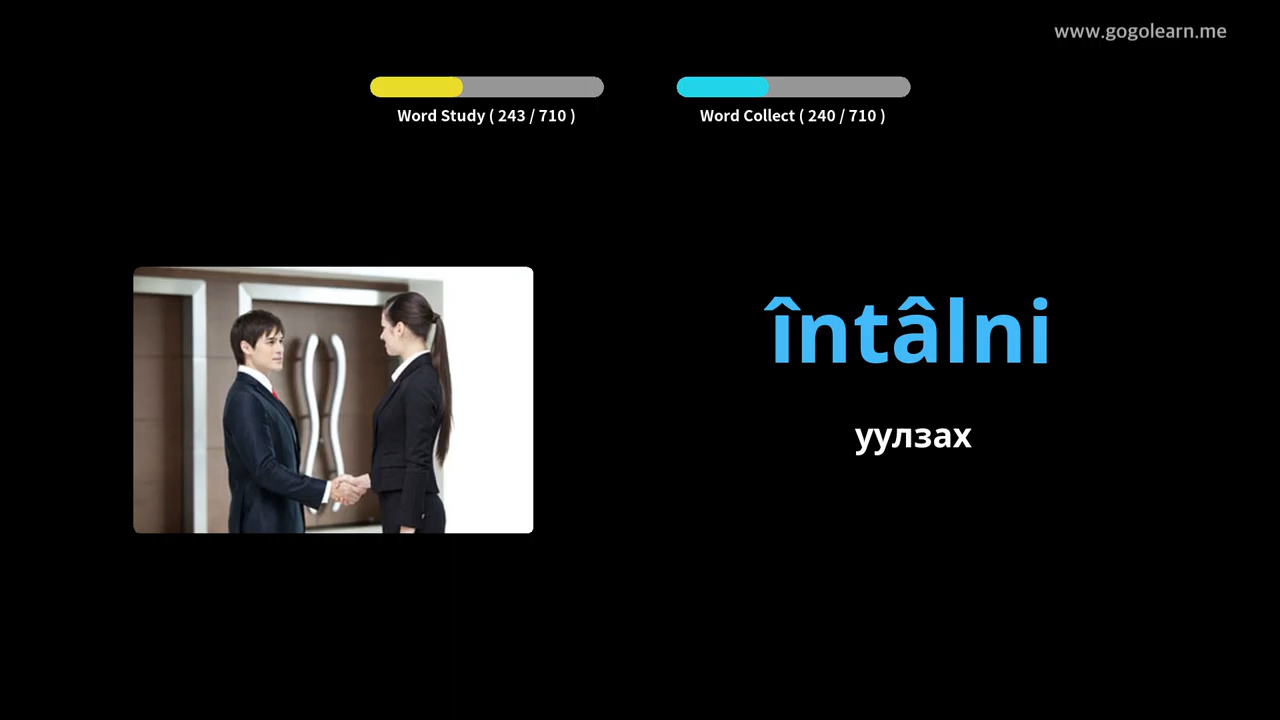 www.gogolearn.me
Word Study ( 243 / 710 )
Word Collect ( 240 / 710 )
întâlni
уулзах